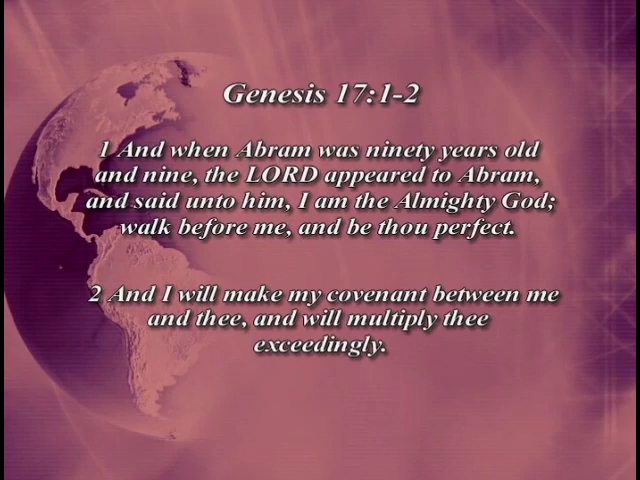 Genesis 17:1-2
1 And when Abram was ninety years old
and nine, the LORD appeared to Abram,
and said unto him, I am the Almighty God;
walk before me, and be thou perfect.
2 And I will make my covenant between me
and thee, and will multiply thee
exceedingly.